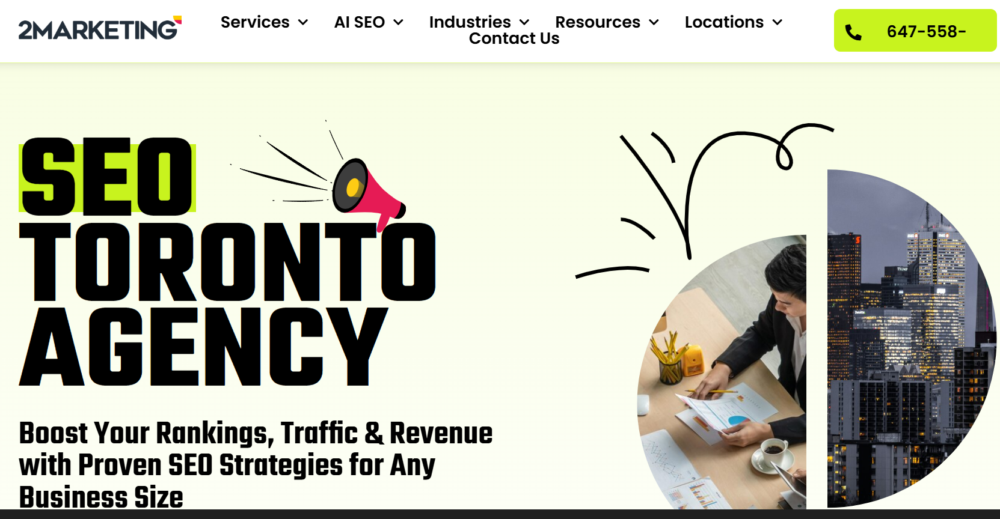 2MARKETING
Services AI SEO Industries Resources Locations
Contact Us
647-558-
SEO
TORONTO
AGENCY
Boost Your Rankings, Traffic & Revenue
with Proven SEO Strategies for Any
Business Size
Deloitte.